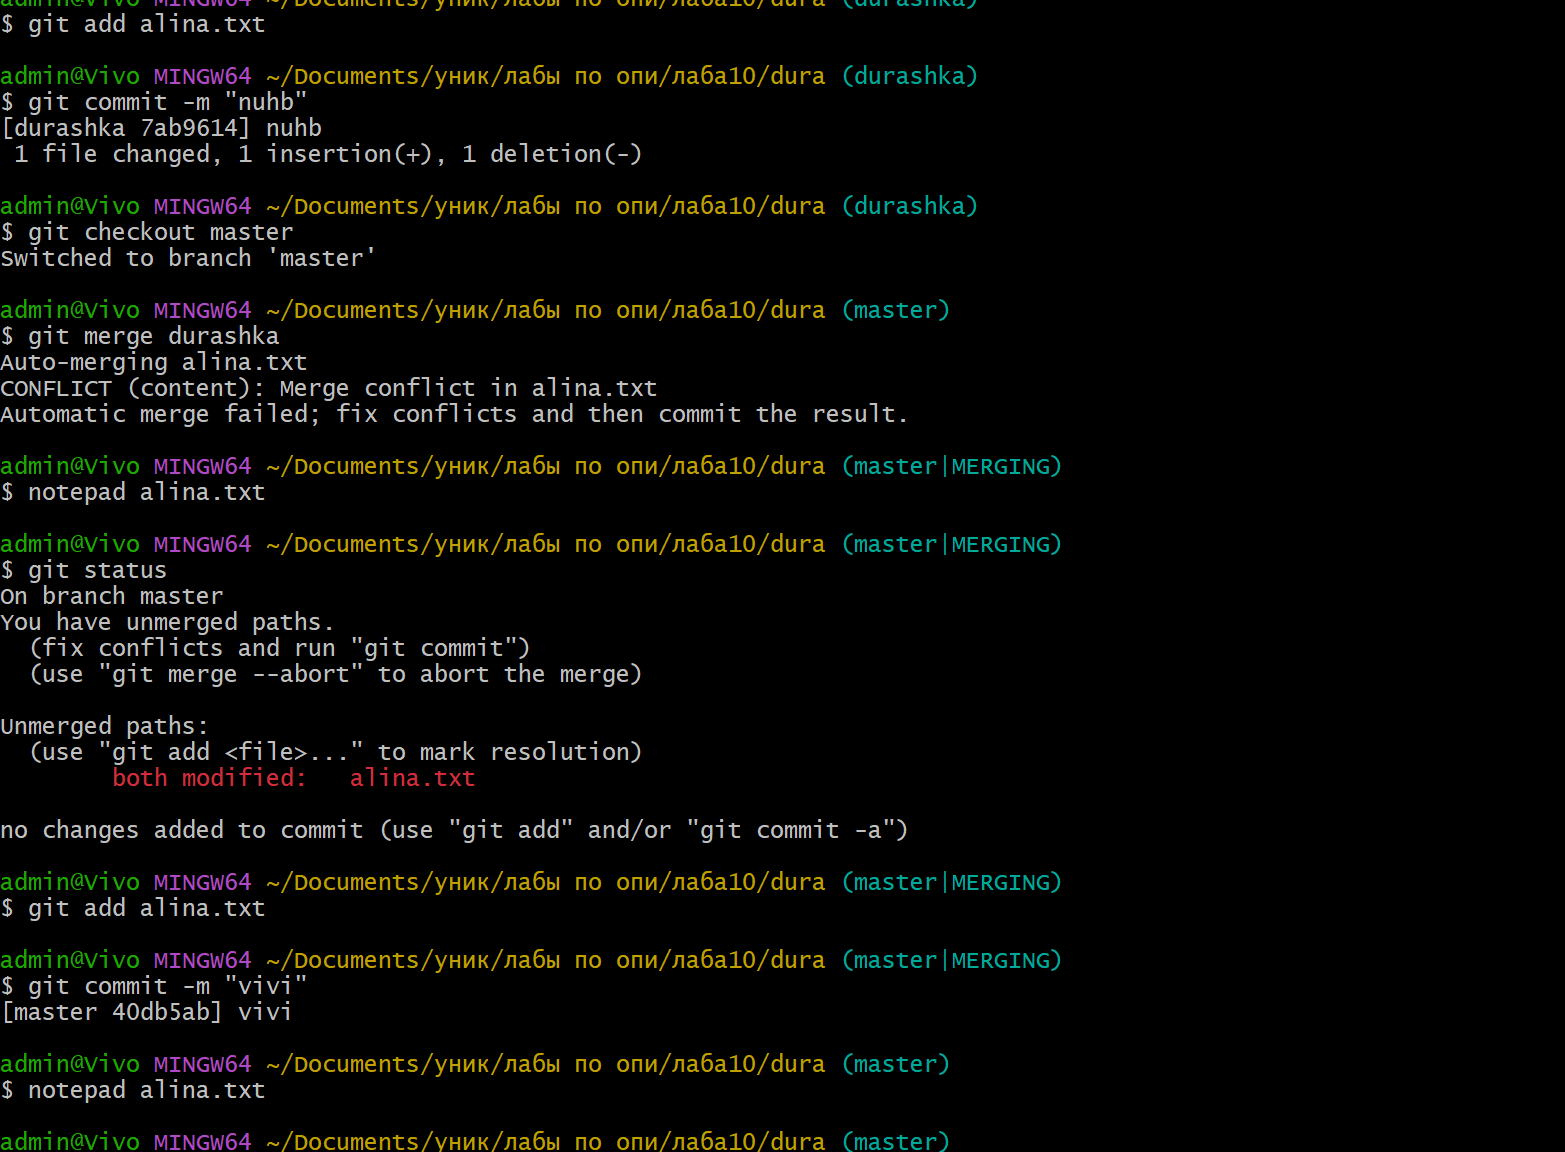 admin@Vivo MINGW64 ~/Documents/уник/лабы по опи/лаба10/dura (durashka)
$ git add alina.txt
admin@Vivo MINGW64 ~/Documents/уник/лабы по опи/лаба10/dura (durashka)
$ git commit -m "nuhb"
[durashka 7ab9614] nuhb
 1 file changed, 1 insertion(+), 1 deletion(-)
admin@Vivo MINGW64 ~/Documents/уник/лабы по опи/лаба10/dura (durashka)
$ git checkout master
Switched to branch 'master'
admin@Vivo MINGW64 ~/Documents/уник/лабы по опи/лаба10/dura (master)
$ git merge durashka
Auto-merging alina.txt
CONFLICT (content): Merge conflict in alina.txt
Automatic merge failed; fix conflicts and then commit the result.
admin@Vivo MINGW64 ~/Documents/уник/лабы по опи/лаба10/dura (master|MERGING)
$ notepad alina.txt
admin@Vivo MINGW64 ~/Documents/уник/лабы по опи/лаба10/dura (master|MERGING)
$ git status
On branch master
You have unmerged paths.
  (fix conflicts and run "git commit")
  (use "git merge --abort" to abort the merge)
Unmerged paths:
  (use "git add <file>..." to mark resolution)
        both modified:   alina.txt
no changes added to commit (use "git add" and/or "git commit -a")
admin@Vivo MINGW64 ~/Documents/уник/лабы по опи/лаба10/dura (master|MERGING)
$ git add alina.txt
admin@Vivo MINGW64 ~/Documents/уник/лабы по опи/лаба10/dura (master|MERGING)
$ git commit -m "vivi"
[master 40db5ab] vivi
admin@Vivo MINGW64 ~/Documents/уник/лабы по опи/лаба10/dura (master)
$ notepad alina.txt
admin@Vivo MINGW64 ~/Documents/уник/лабы по опи/лаба10/dura (master)